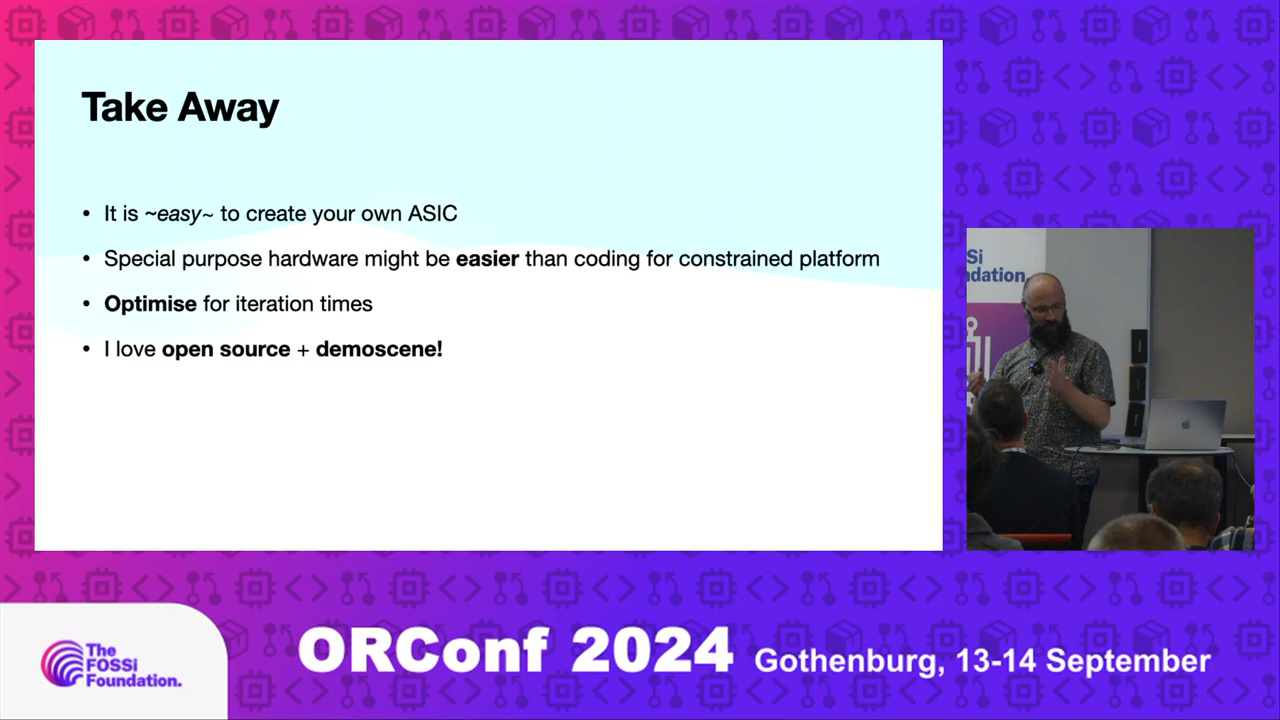 Take Away
• It is ~easy~ to create your own ASIC
• Special purpose hardware might be easier than coding for constrained platform
• Optimise for iteration times
• I love open source + demoscene!
Si
ndation.
The
FOSSi
Foundation.
ORConf 2024 Gothenburg, 13-14 September